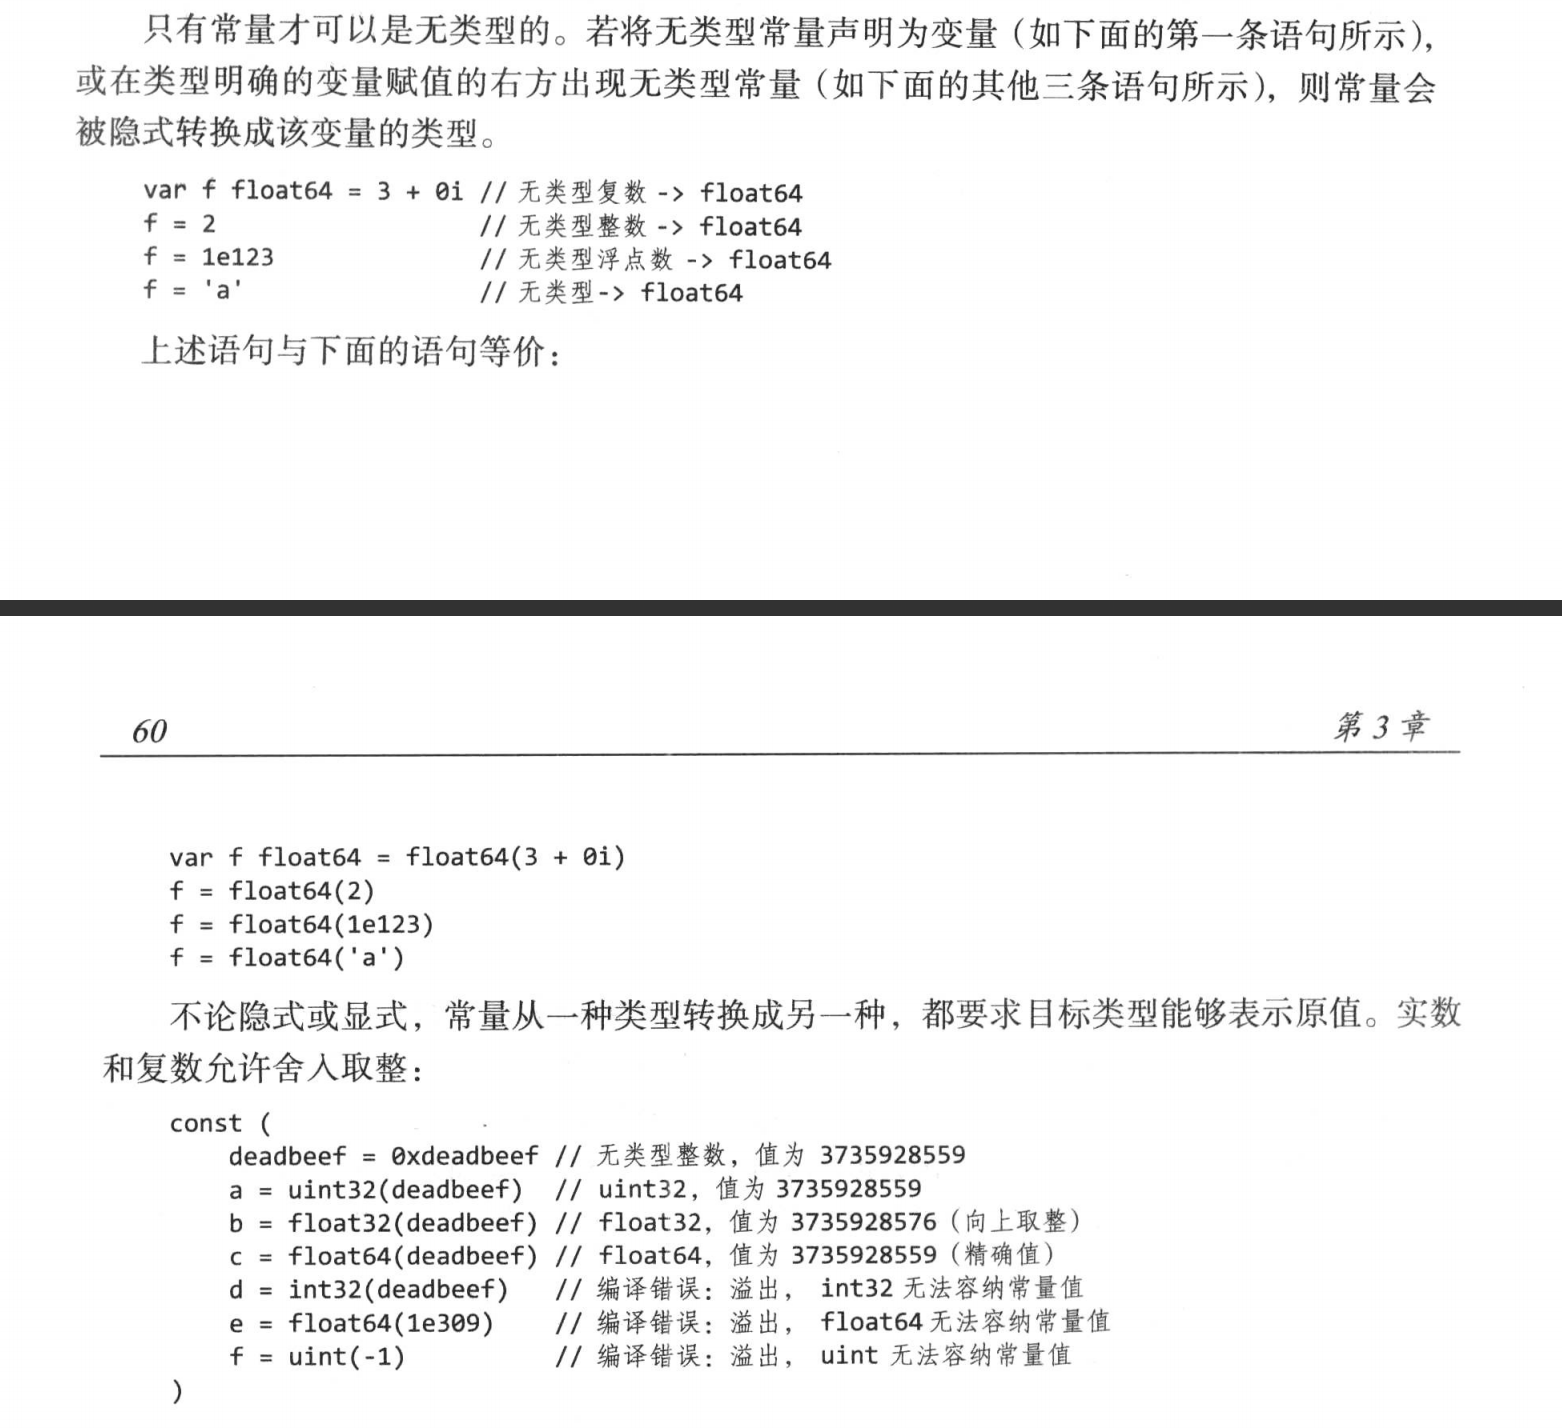 只有常量才可以是无类型的。若将无类型常量声明为变量（如下面的第一条语句所示），
或在类型明确的变量赋值的右方出现无类型常量（如下面的其他三条语句所示），则常量会
被隐式转换成该变量的类型。
var f float64 = 3 + 0i // 无类型复数 -> float64
f = 2 // 无类型整数 -> float64
f = 1e123 // 无类型浮点数 -> float64
f = 'a' // 无类型-> float64
上述语句与下面的语句等价：
60 第 3 章
var f float64 = float64(3 + 0i)
f = float64(2)
f = float64(1e123)
f = float64('a')
不论隐式或显式，常量从一种类型转换成另一种，都要求目标类型能够表示原值。实数
和复数允许舍入取整：
const (
deadbeef = 0xdeadbeef // 无类型整数，值为 3735928559
a = uint32(deadbeef) // uint32，值为 3735928559
b = float32(deadbeef) // float32，值为 3735928576（向上取整）
c = float64(deadbeef) // float64，值为 3735928559（精确值）
d = int32(deadbeef) // 编译错误：溢出， int32 无法容纳常量值
e = float64(1e309) // 编译错误：溢出， float64 无法容纳常量值
f = uint(-1) // 编译错误：溢出， uint 无法容纳常量值
)